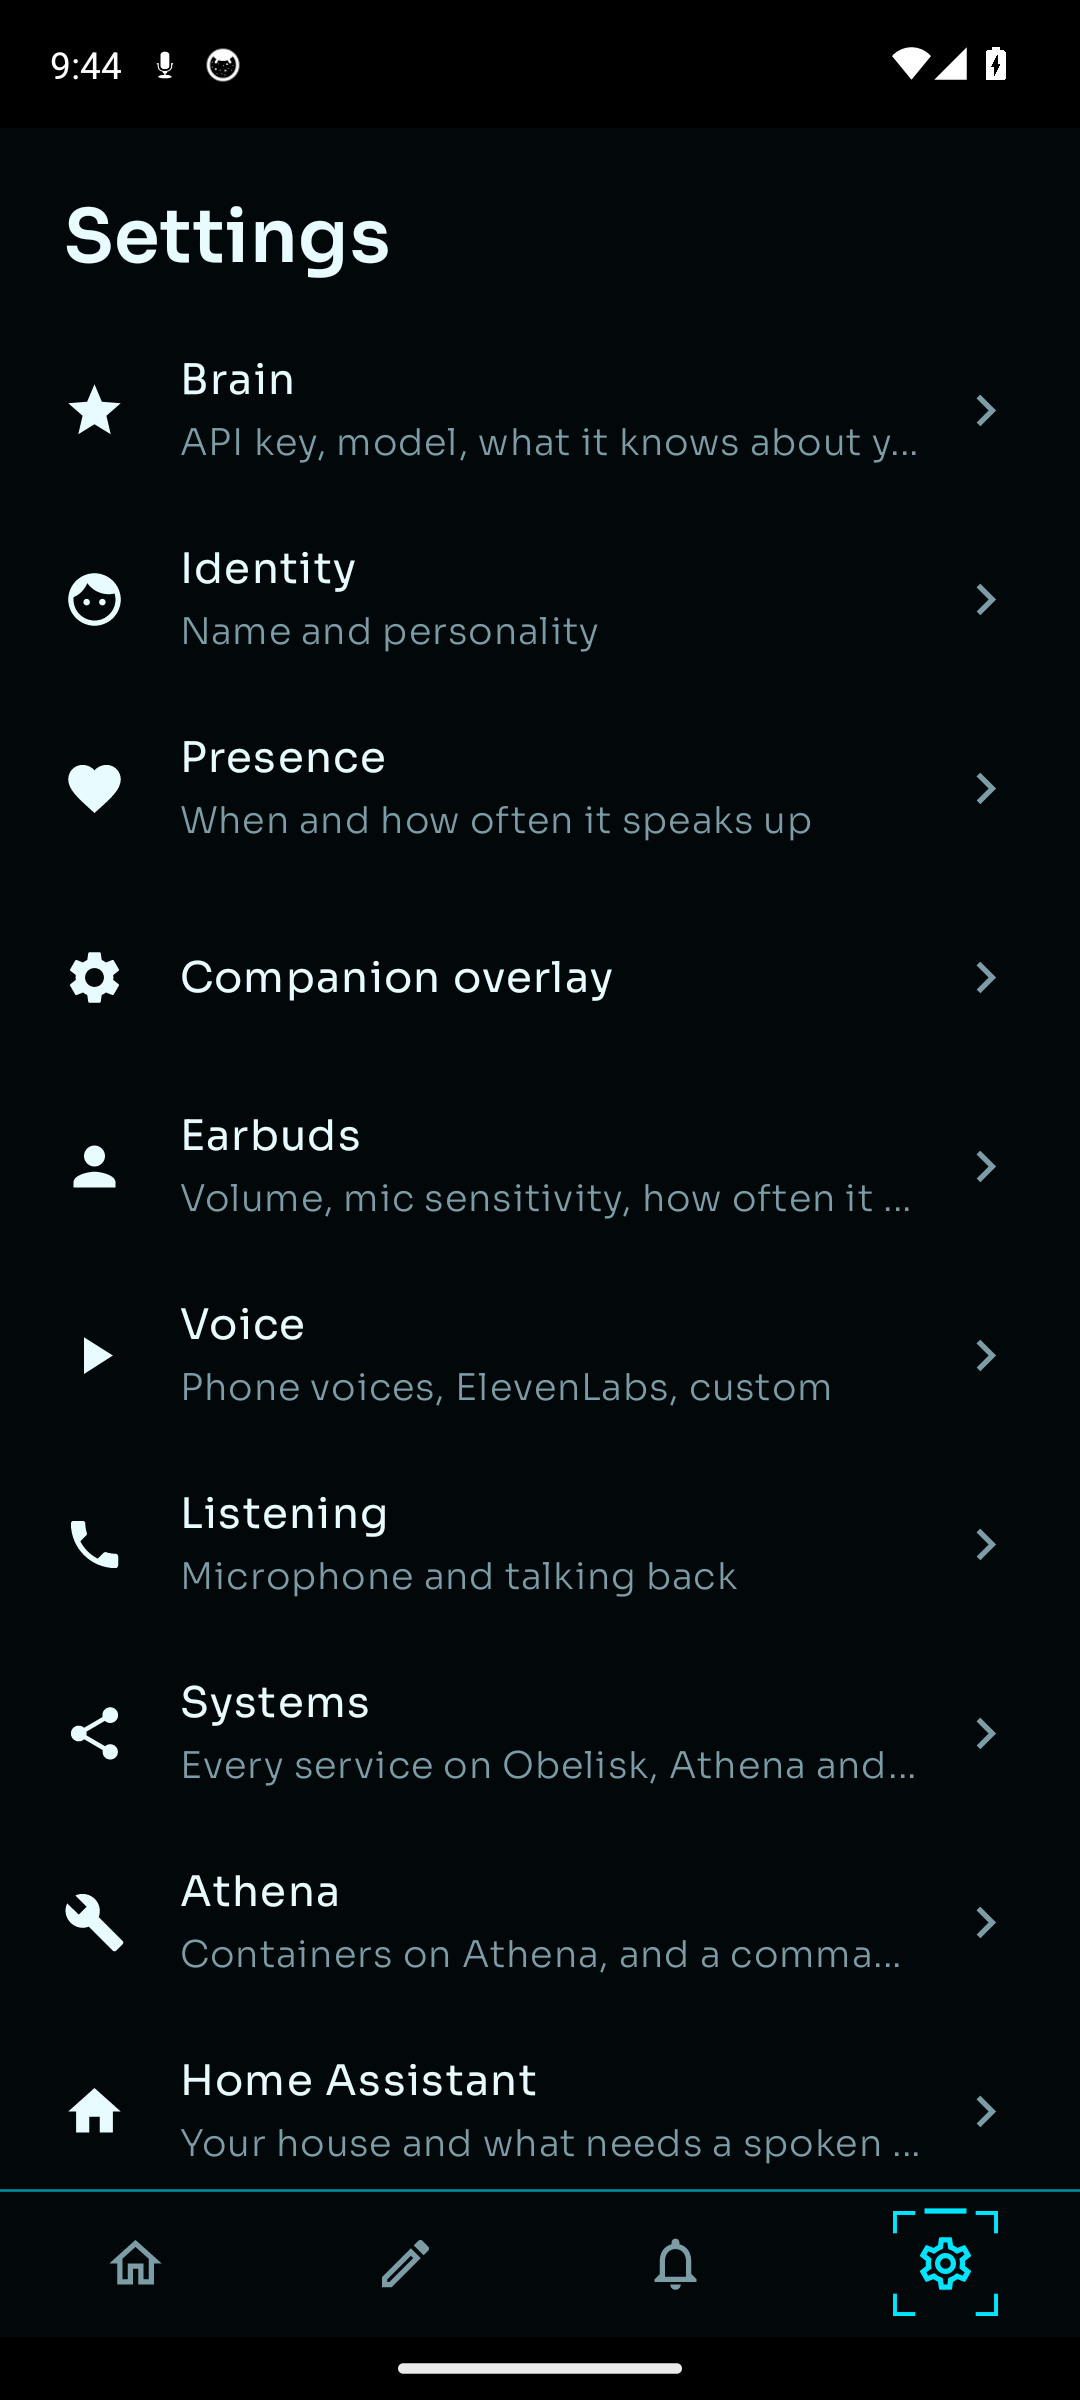 9:44
Settings
Brain
API key, model, what it knows about y...
Identity
Name and personality
Presence
When and how often it speaks up
Companion overlay
Earbuds
Volume, mic sensitivity, how often it ...
Voice
Phone voices, ElevenLabs, custom
Listening
Microphone and talking back
Systems
Every service on Obelisk, Athena and...
Athena
Containers on Athena, and a comma...
Home Assistant
Your house and what needs a spoken ...